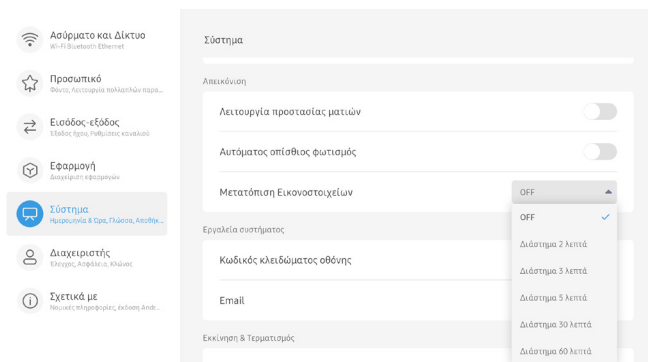 Ασύρματο και Δίκτυο
Wi-Fi Bluetooth Ethernet
Προσωπικό
Φόντο, Λειτουργία πολλαπλών παρα...
Εισόδος-εξόδος
Έξοδος ήχου, Ρυθμίσεις καναλιού
Εφαρμογή
Διαχείριση εφαρμογών
Σύστημα
Ημερομηνία & Ώρα, Γλώσσα, Αποθήκ...
Διαχειριστής
Έλεγχος, Ασφάλεια, Κλώνος
Σχετικά με
Νομικές πληροφορίες, έκδοση Andr...
Σύστημα
Απεικόνιση
Λειτουργία προστασίας ματιών
Αυτόματος οπίσθιος φωτισμός
Μετατόπιση Εικονοστοιχείων
OFF
OFF
Διάστημα 2 λεπτά
Διάστημα 3 λεπτά
Διάστημα 5 λεπτά
Διάστημα 30 λεπτά
Διάστημα 60 λεπτά
Εργαλεία συστήματος
Κωδικός κλειδώματος οθόνης
Email
Εκκίνηση & Τερματισμός